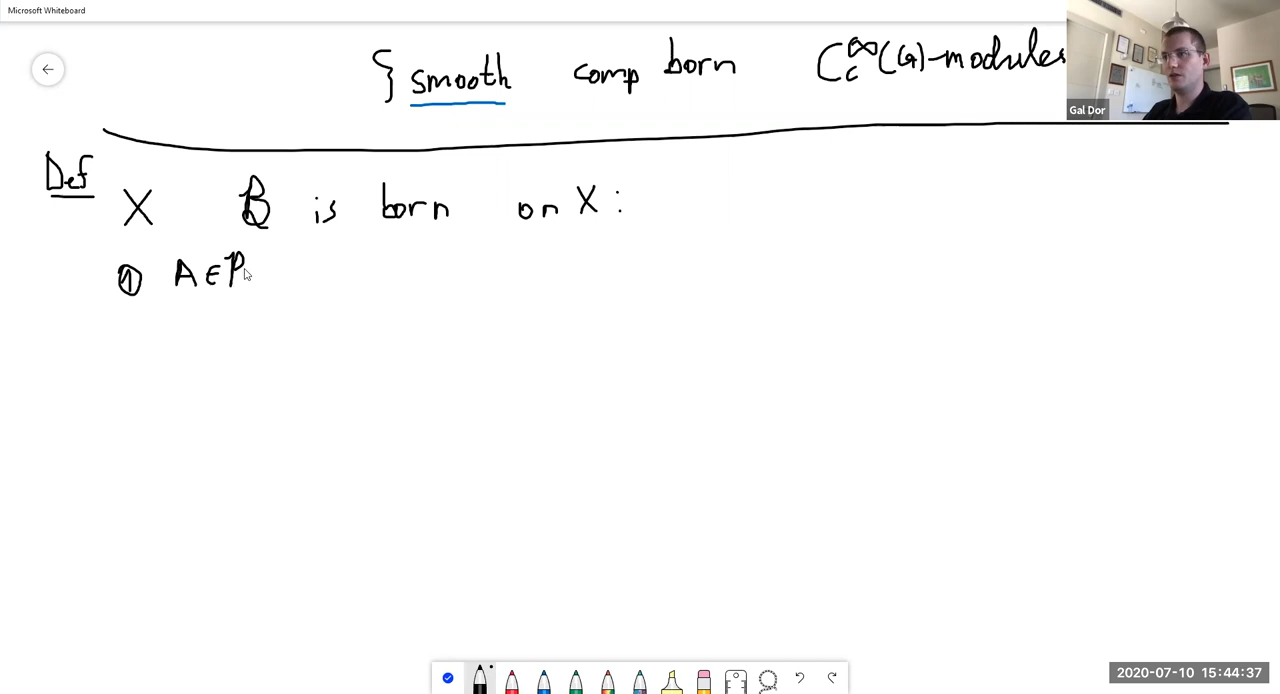 Microsoft Whiteboard
{ smooth comp born C_c^∞(G)-modules
Gal Dor
Def
X B is born on X:
① A ∈ P
2020-07-10 15:44:37